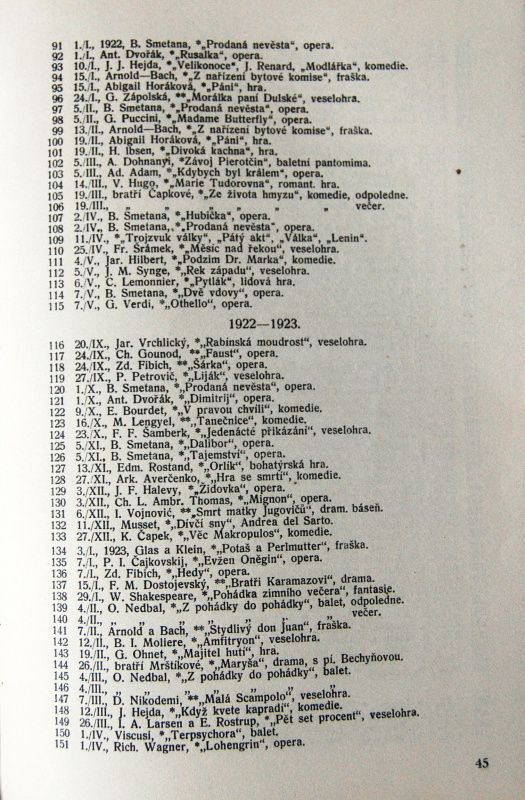 91 1./I., 1922, B. Smetana, *„Prodaná nevěsta“, opera.
92 1./I., Ant. Dvořák, *„Rusalka“, opera.
93 10./I., J. J. Hejda, *„Velikonoce“, J. Renard, „Modlářka“, komedie.
94 15./I., Arnold—Bach, *„Z nařízení bytové komise“, fraška.
95 15./I., Abigail Horáková, *„Páni“, hra.
96 24./I., G. Zápolská, **„Morálka paní Dulské“, veselohra.
97 5./II., B. Smetana, *„Prodaná nevěsta“, opera.
98 5./II., G. Puccini, *„Madame Butterfly“, opera.
99 13./II., Arnold—Bach, *„Z nařízení bytové komise“, fraška.
100 19./II., Abigail Horáková, *„Páni“, hra.
101 19./II., H. Ibsen, *„Divoká kachna“, hra.
102 5./III., A. Dohnanyi, *Závoj Pierotčin“, baletní pantomima.
103 5./III., Ad. Adam, *„Kdybych byl králem“, opera.
104 14./III., V. Hugo, *„Marie Tudorovna“, romant. hra.
105 19./III., bratří Čapkové, *„Ze života hmyzu“, komedie, odpoledne.
106 19./III., „ „ „ „ „ večer.
107 2./IV., B. Smetana, *„Hubička“, opera.
108 2./IV., B. Smetana, *„Prodaná nevěsta“, opera.
109 11./IV., *„Trojzvuk války“, „Pátý akt“, „Válka“, „Lenin“.
110 25./IV., Fr. Šrámek, *„Měsíc nad řekou“, veselohra.
111 4./V., Jar. Hilbert, *„Podzim Dr. Marka“, komedie.
112 5./V., J. M. Synge, *„Rek západu“, veselohra.
113 6./V., C. Lemonnier, *„Pytlák“, lidová hra.
114 7./V., B. Smetana, *„Dvě vdovy“, opera.
115 7./V., G. Verdi, *„Othello“, opera.
1922—1923.
116 20./IX., Jar. Vrchlický, *„Rabínská moudrost“, veselohra.
117 24./IX., Ch. Gounod, **„Faust“, opera.
118 24./IX., Zd. Fibich, **„Šárka“, opera.
119 27./IX., P. Petrovič, *„Liják“, veselohra.
120 1./X., B. Smetana, *„Prodaná nevěsta“, opera.
121 1./X., Ant. Dvořák, *„Dimitrij“, opera.
122 9./X., E. Bourdet, *„V pravou chvíli“, komedie.
123 16./X., M. Lengyel, **„Tanečnice“, komedie.
124 23./X., F. F. Šamberk, *„Jedenácté přikázání“, veselohra.
125 5./XI., B. Smetana, *„Dalibor“, opera.
126 5./XI., B. Smetana, *„Tajemství“, opera.
127 13./XI., Edm. Rostand, *„Orlík“, bohatýrská hra.
128 27./XI., Ark. Averčenko, *„Hra se smrtí“, komedie.
129 3./XII., J. F. Halevy, *„Židovka“, opera.
130 3./XII., Ch. L. Ambr. Thomas, *„Mignon“, opera.
131 6./XII., I. Vojnović, **„Smrt matky Jugovičů“, dram. báseň.
132 11./XII., Musset, *„Dívčí sny“, Andrea del Sarto.
133 27./XII., K. Čapek, *„Věc Makropulos“, komedie.
134 3./I., 1923, Glas a Klein, *„Potaš a Perlmutter“, fraška.
135 7./I., P. I. Čajkovskij, *„Evžen Oněgin“, opera.
136 7./I., Zd. Fibich, *„Hedy“, opera.
137 15./I., F. M. Dostojevský, **„Bratři Karamazovi“, drama.
138 29./I., W. Shakespeare, *„Pohádka zimního večera“, fantasie.
139 4./II., O. Nedbal, *„Z pohádky do pohádky“, balet, odpoledne.
140 4./II., „ „ „ „ „ „ večer.
141 7./II., Arnold a Bach, **„Stydlivý don Juan“, fraška.
142 12./II., B. I. Moliere, *„Amfitryon“, veselohra.
143 19./II., G. Ohnet, *„Majitel hutí“, hra.
144 26./II., bratří Mrštíkové, *„Maryša“, drama, s pí. Bechyňovou.
145 4./III., O. Nedbal, *„Z pohádky do pohádky“, balet.
146 4./III., „ „ „ „ „
147 7./III., D. Nikodemi, **„Malá Scampolo“, veselohra.
148 12./III., J. Hejda, *„Když kvete kapradí“, komedie.
149 26./III., I. A. Larsen a E. Rostrup, *„Pět set procent“, veselohra.
150 1./IV., Viscusi, *„Terpsychora“, balet.
151 1./IV., Rich. Wagner, *„Lohengrin“, opera.
45